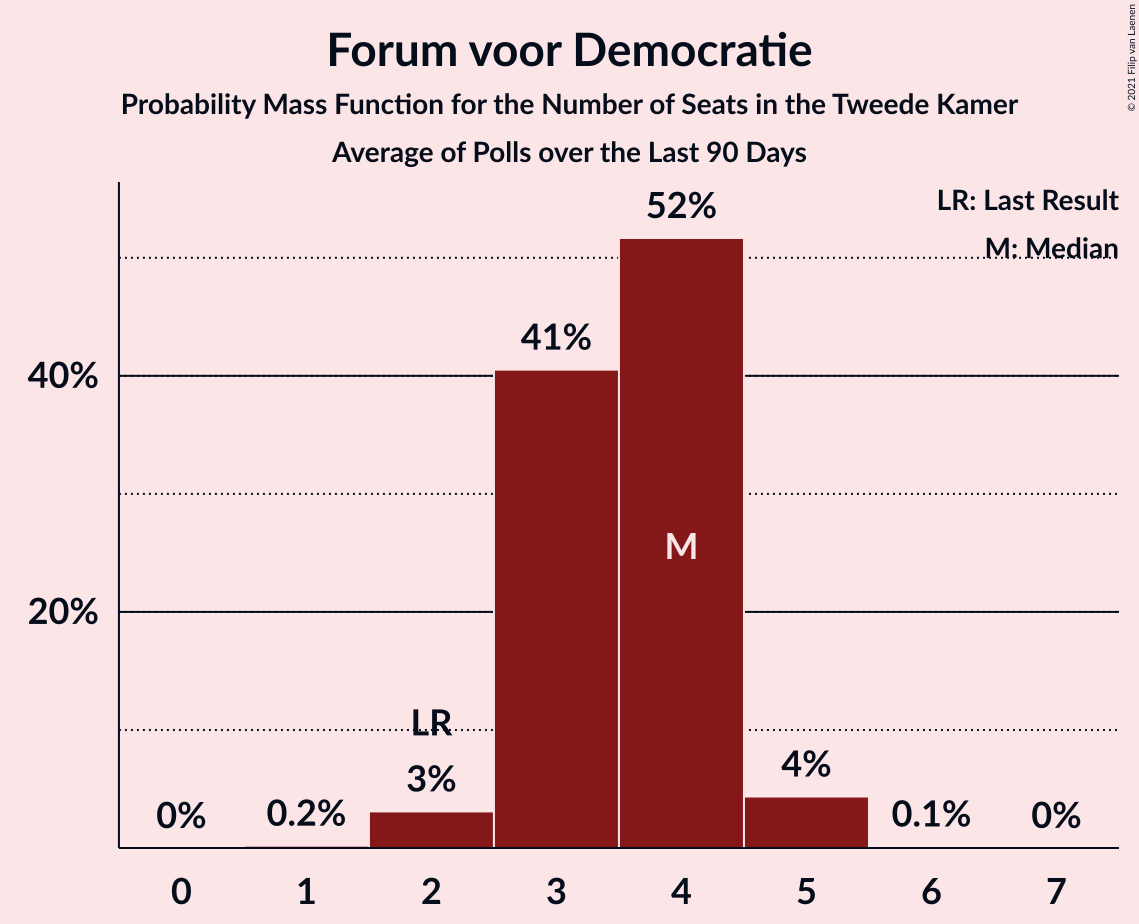 Forum voor Democratie
Probability Mass Function for the Number of Seats in the Tweede Kamer
Average of Polls over the Last 90 Days
© 2021 Filip van Laenen
LR: Last Result
M: Median
52%
41%
40%
M
20%
LR
3%
4%
0%
0.2%
0.1%
0%
0 1 2 3 4 5 6 7